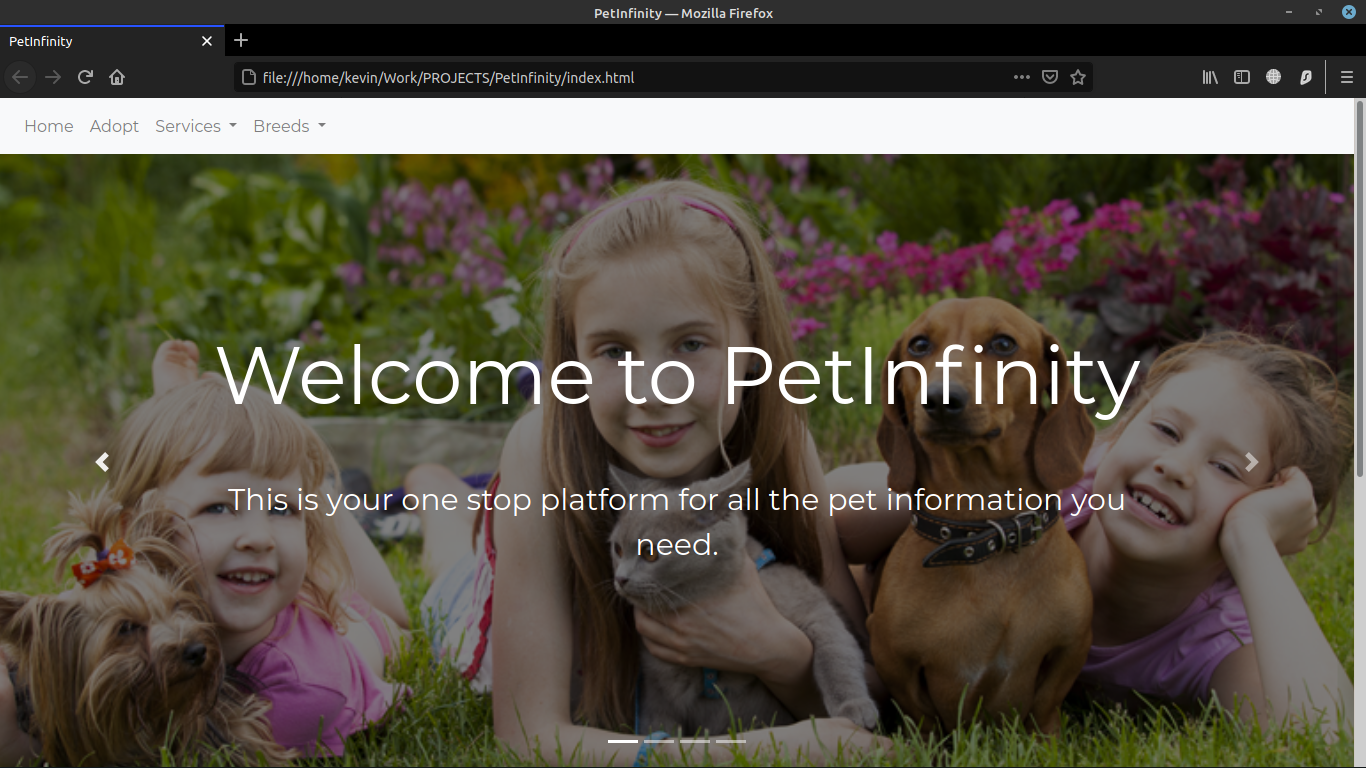 PetInfinity — Mozilla Firefox
PetInfinity
file:///home/kevin/Work/PROJECTS/PetInfinity/index.html
Home Adopt Services Breeds
Welcome to PetInfinity
This is your one stop platform for all the pet information you
need.